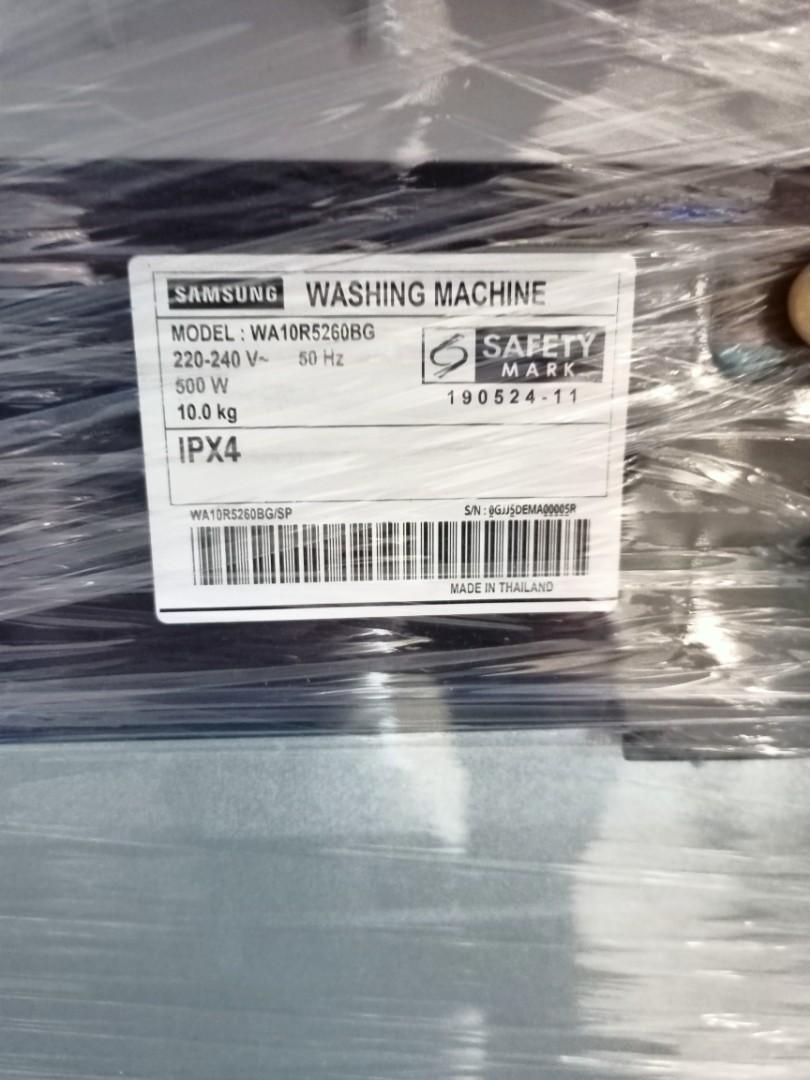 SAMSUNG WASHING MACHINE
MODEL : WA10R5260BG
220-240 V~ 50 Hz
500 W
10.0 kg
SAFETY
MARK
190524-11
IPX4
WA10R5260BG/SP
S/N : 0GJJ5DEMA00005R
MADE IN THAILAND